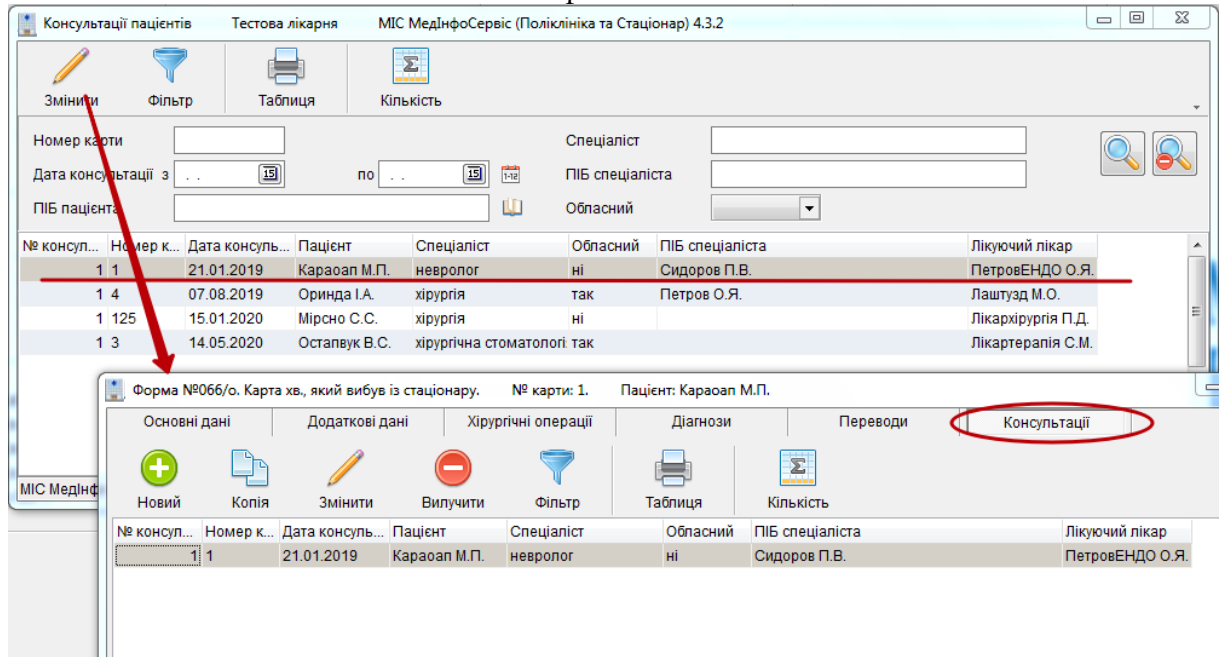 Консультації пацієнтів Тестова лікарня МІС МедІнфоСервіс (Поліклініка та Стаціонар) 4.3.2
Змінити Фільтр Таблиця Кількість
Номер карти Спеціаліст
Дата консультації з . . 15 по . . 15 1-12 ПІБ спеціаліста
ПІБ пацієнта Обласний
№ консул... Номер к... Дата консуль... Пацієнт Спеціаліст Обласний ПІБ спеціаліста Лікуючий лікар
1 1 21.01.2019 Караоап М.П. невролог ні Сидоров П.В. ПетровЕНДО О.Я.
1 4 07.08.2019 Оринда І.А. хірургія так Петров О.Я. Лаштузд М.О.
1 125 15.01.2020 Мірсно С.С. хірургія ні Лікархірургія П.Д.
1 3 14.05.2020 Остапвук В.С. хірургічна стоматологі так Лікартерапія С.М.
Форма №066/о. Карта хв., який вибув із стаціонару. № карти: 1. Пацієнт: Караоап М.П.
Основні дані Додаткові дані Хірургічні операції Діагнози Переводи Консультації
МІС МедІнф
Новий Копія Змінити Вилучити Фільтр Таблиця Кількість
№ консул... Номер к... Дата консуль... Пацієнт Спеціаліст Обласний ПІБ спеціаліста Лікуючий лікар
1 1 21.01.2019 Караоап М.П. невролог ні Сидоров П.В. ПетровЕНДО О.Я.